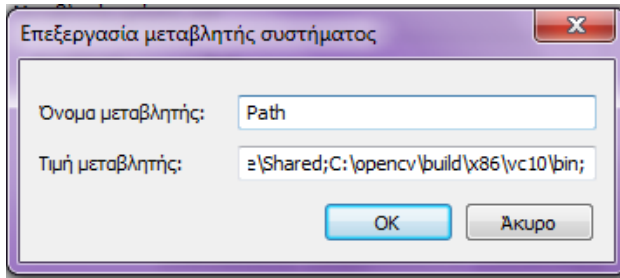 Επεξεργασία μεταβλητής συστήματος
Όνομα μεταβλητής: Path
Τιμή μεταβλητής: e\Shared;C:\opencv\build\x86\vc10\bin;
OK Άκυρο